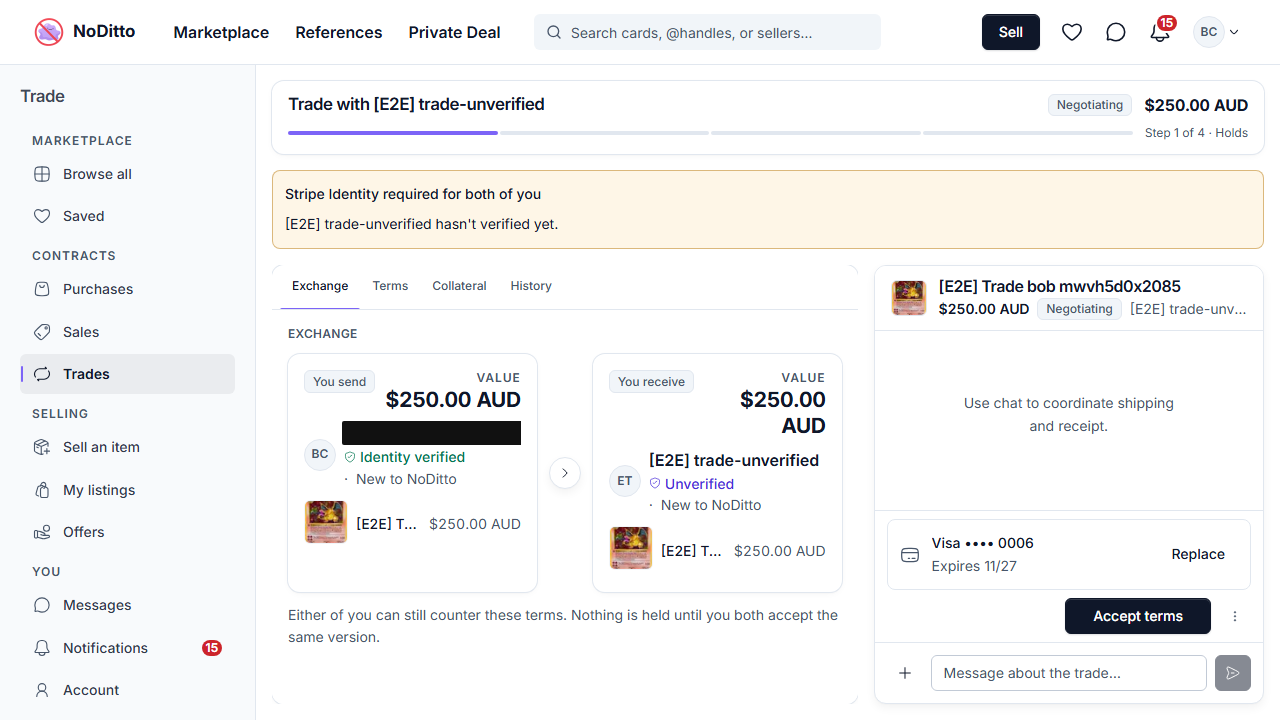 NoDitto
Marketplace
References
Private Deal
Search cards, @handles, or sellers...
Sell
15
BC
Trade
MARKETPLACE
Browse all
Saved
CONTRACTS
Purchases
Sales
Trades
SELLING
Sell an item
My listings
Offers
YOU
Messages
Notifications
15
Account
Trade with [E2E] trade-unverified
Negotiating
$250.00 AUD
Step 1 of 4 · Holds
Stripe Identity required for both of you
[E2E] trade-unverified hasn't verified yet.
Exchange
Terms
Collateral
History
EXCHANGE
You send
VALUE
$250.00 AUD
BC
Identity verified
· New to NoDitto
[E2E] T...
$250.00 AUD
You receive
VALUE
$250.00
AUD
[E2E] trade-unverified
ET
Unverified
· New to NoDitto
[E2E] T...
$250.00 AUD
Either of you can still counter these terms. Nothing is held until you both accept the
same version.
[E2E] Trade bob mwvh5d0x2085
$250.00 AUD
Negotiating
[E2E] trade-unv...
Use chat to coordinate shipping
and receipt.
Visa •••• 0006
Expires 11/27
Replace
Accept terms
Message about the trade...